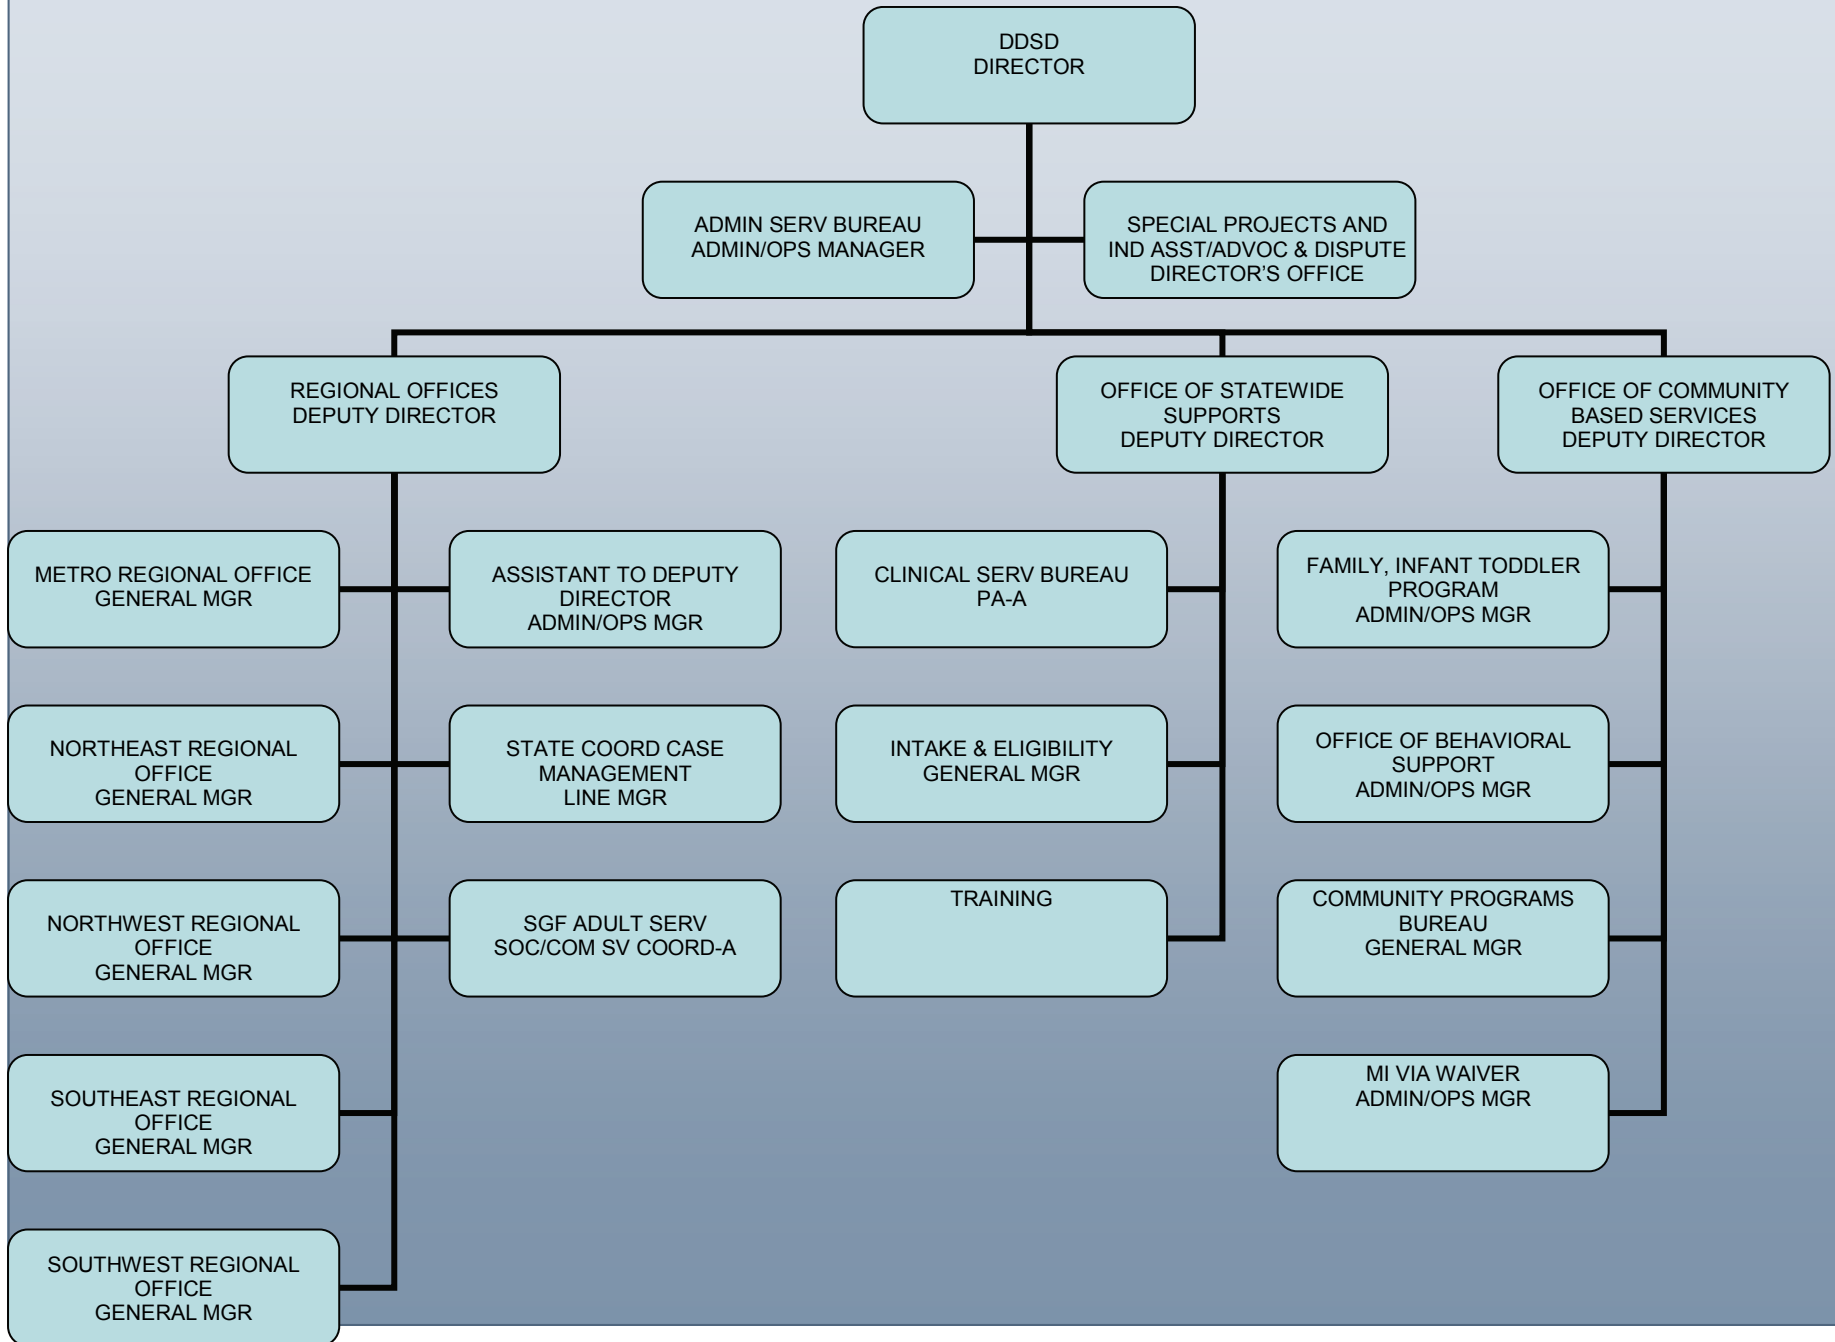 DDSD
DIRECTOR
ADMIN SERV BUREAU
ADMIN/OPS MANAGER
SPECIAL PROJECTS AND
IND ASST/ADVOC & DISPUTE
DIRECTOR’S OFFICE
REGIONAL OFFICES
DEPUTY DIRECTOR
OFFICE OF STATEWIDE
SUPPORTS
DEPUTY DIRECTOR
OFFICE OF COMMUNITY
BASED SERVICES
DEPUTY DIRECTOR
METRO REGIONAL OFFICE
GENERAL MGR
ASSISTANT TO DEPUTY
DIRECTOR
ADMIN/OPS MGR
CLINICAL SERV BUREAU
PA-A
FAMILY, INFANT TODDLER
PROGRAM
ADMIN/OPS MGR
NORTHEAST REGIONAL
OFFICE
GENERAL MGR
STATE COORD CASE
MANAGEMENT
LINE MGR
INTAKE & ELIGIBILITY
GENERAL MGR
OFFICE OF BEHAVIORAL
SUPPORT
ADMIN/OPS MGR
NORTHWEST REGIONAL
OFFICE
GENERAL MGR
SGF ADULT SERV
SOC/COM SV COORD-A
TRAINING
COMMUNITY PROGRAMS
BUREAU
GENERAL MGR
SOUTHEAST REGIONAL
OFFICE
GENERAL MGR
MI VIA WAIVER
ADMIN/OPS MGR
SOUTHWEST REGIONAL
OFFICE
GENERAL MGR